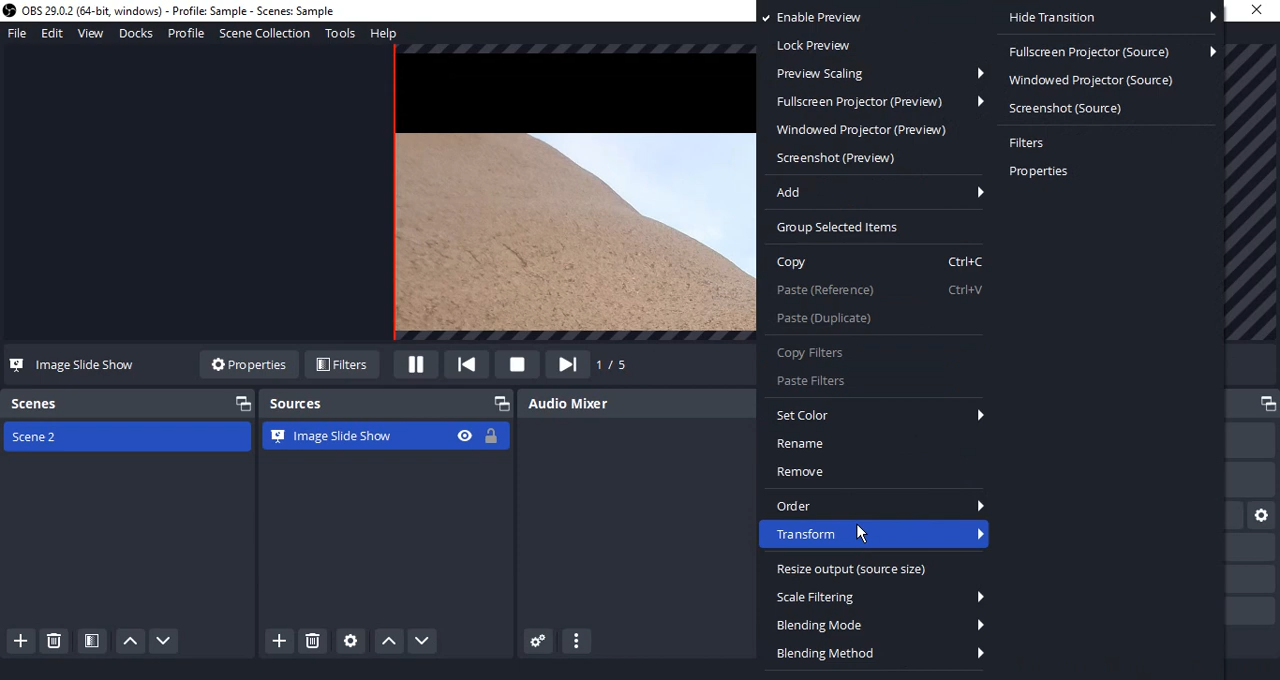 OBS 29.0.2 (64-bit, windows) - Profile: Sample - Scenes: Sample
File Edit View Docks Profile Scene Collection Tools Help
Enable Preview
Lock Preview
Preview Scaling
Fullscreen Projector (Preview)
Windowed Projector (Preview)
Screenshot (Preview)
Add
Group Selected Items
Copy Ctrl+C
Paste (Reference) Ctrl+V
Paste (Duplicate)
Copy Filters
Paste Filters
Set Color
Rename
Remove
Order
Transform
Resize output (source size)
Scale Filtering
Blending Mode
Blending Method
Hide Transition
Fullscreen Projector (Source)
Windowed Projector (Source)
Screenshot (Source)
Filters
Properties
Image Slide Show Properties Filters 1 / 5
Scenes
Scene 2
Sources
Image Slide Show
Audio Mixer